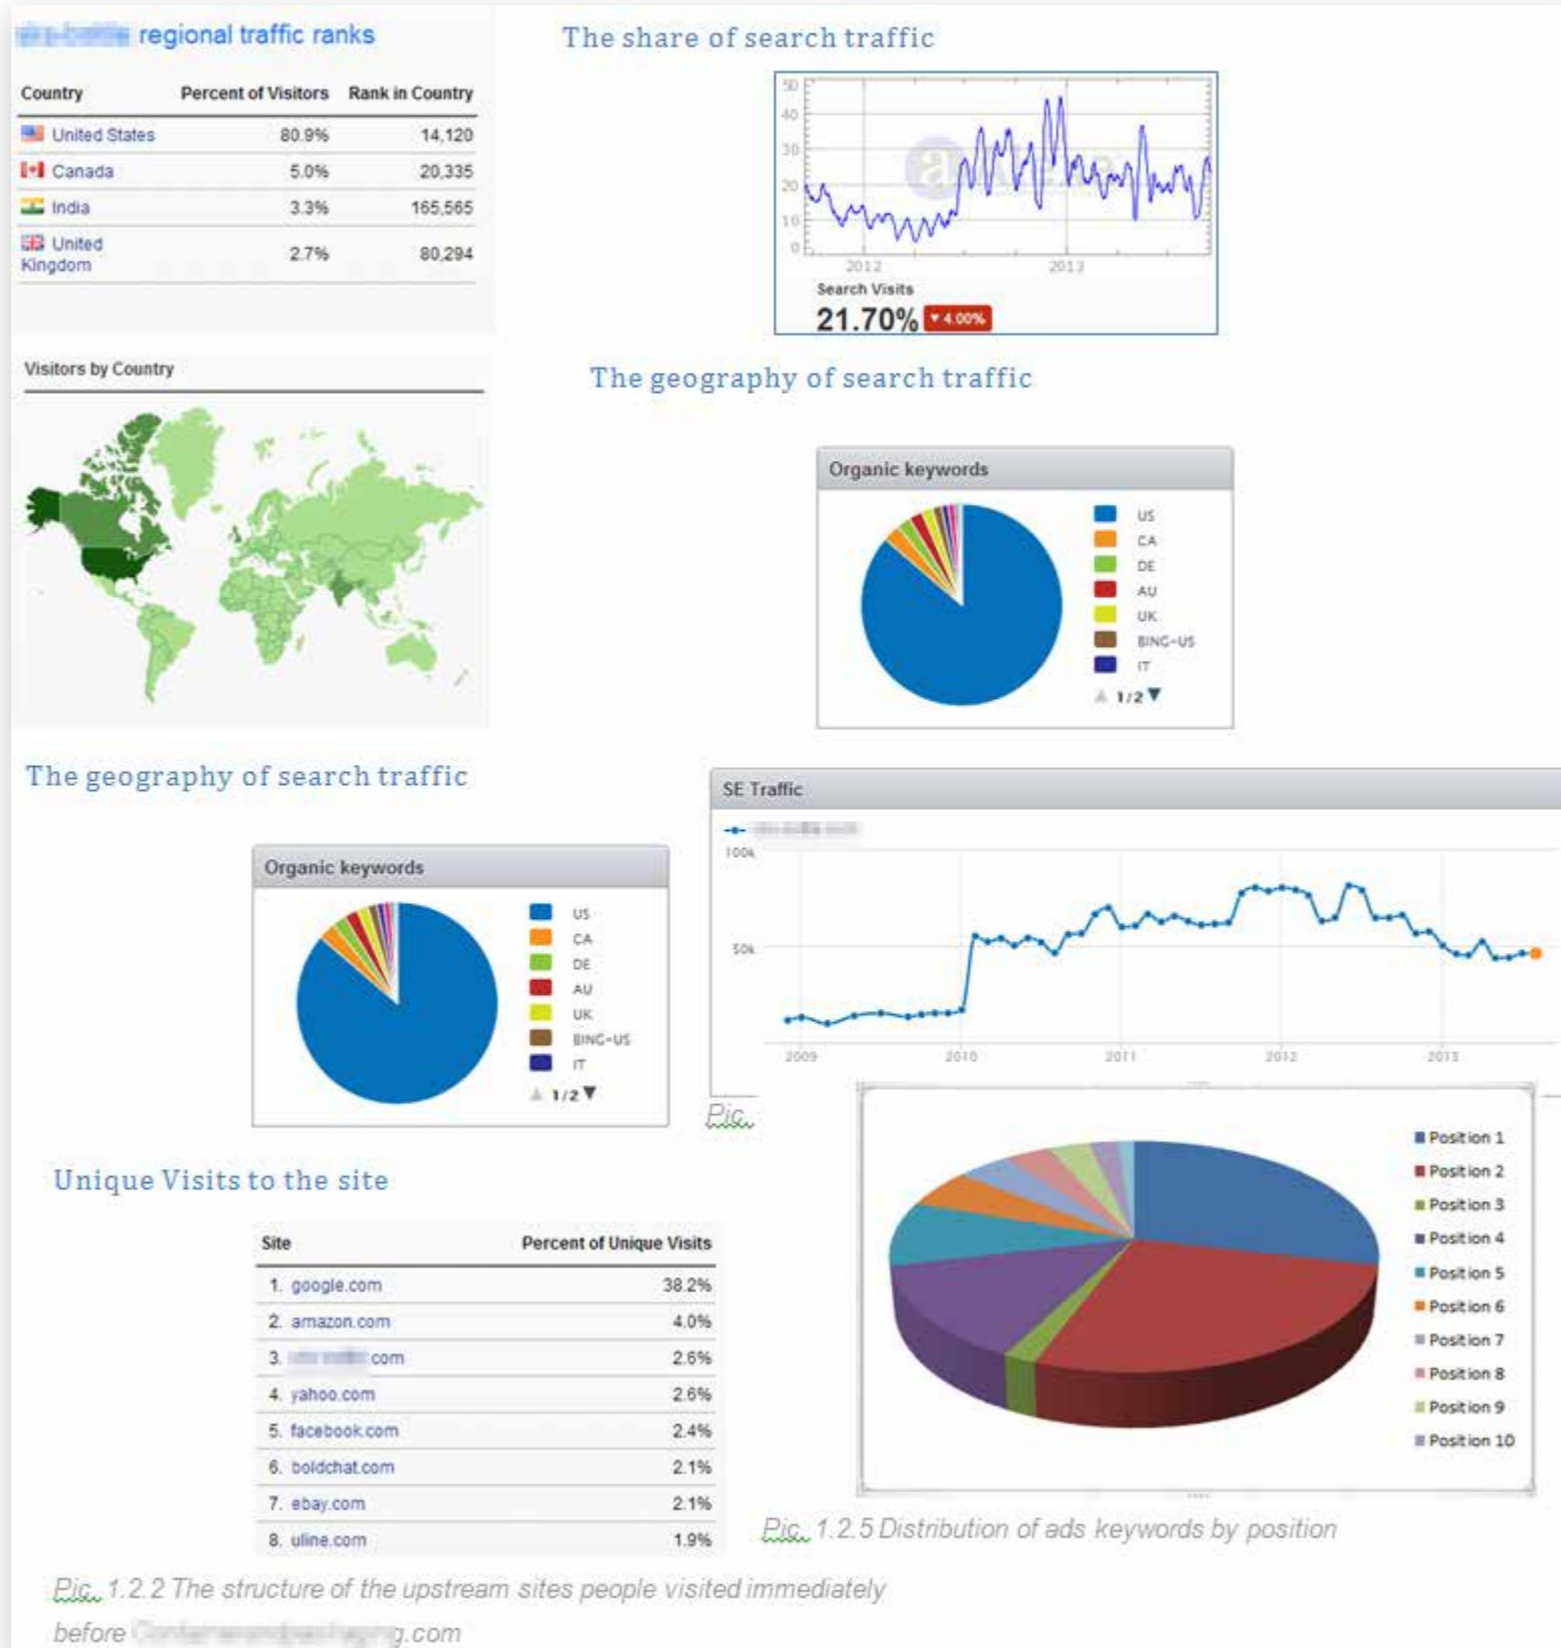 regional traffic ranks
Country Percent of Visitors Rank in Country
United States 80.9% 14,120
Canada 5.0% 20,335
India 3.3% 165,565
United
Kingdom 2.7% 80,294
The share of search traffic
50
40
30
20
10
0
2012 2013
Search Visits
21.70% ▼ 4.00%
Visitors by Country
The geography of search traffic
Organic keywords
US
CA
DE
AU
UK
BING-US
IT
1/2
The geography of search traffic
Organic keywords
US
CA
DE
AU
UK
BING-US
IT
1/2
SE Traffic
100k
50k
2009 2010 2011 2012 2013
Pic.
Position 1
Position 2
Position 3
Position 4
Position 5
Position 6
Position 7
Position 8
Position 9
Position 10
Pic. 1.2.5 Distribution of ads keywords by position
Unique Visits to the site
Site Percent of Unique Visits
1. google.com 38.2%
2. amazon.com 4.0%
3. com 2.6%
4. yahoo.com 2.6%
5. facebook.com 2.4%
6. boldchat.com 2.1%
7. ebay.com 2.1%
8. uline.com 1.9%
Pic. 1.2.2 The structure of the upstream sites people visited immediately
before g.com